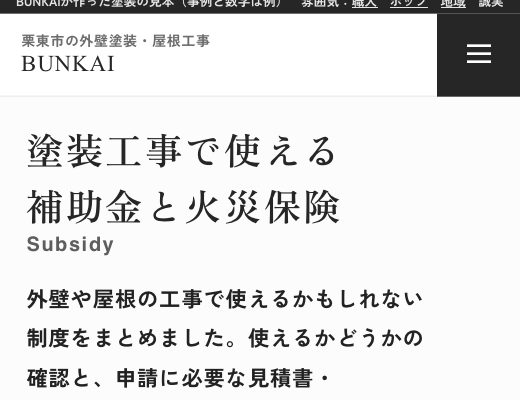 BUNKAIが作った塗装の見本（事例と数字は例） 雰囲気：職人 ポップ 地域 誠実
栗東市の外壁塗装・屋根工事
BUNKAI
塗装工事で使える
補助金と火災保険
Subsidy
外壁や屋根の工事で使えるかもしれない
制度をまとめました。使えるかどうかの
確認と、申請に必要な見積書・